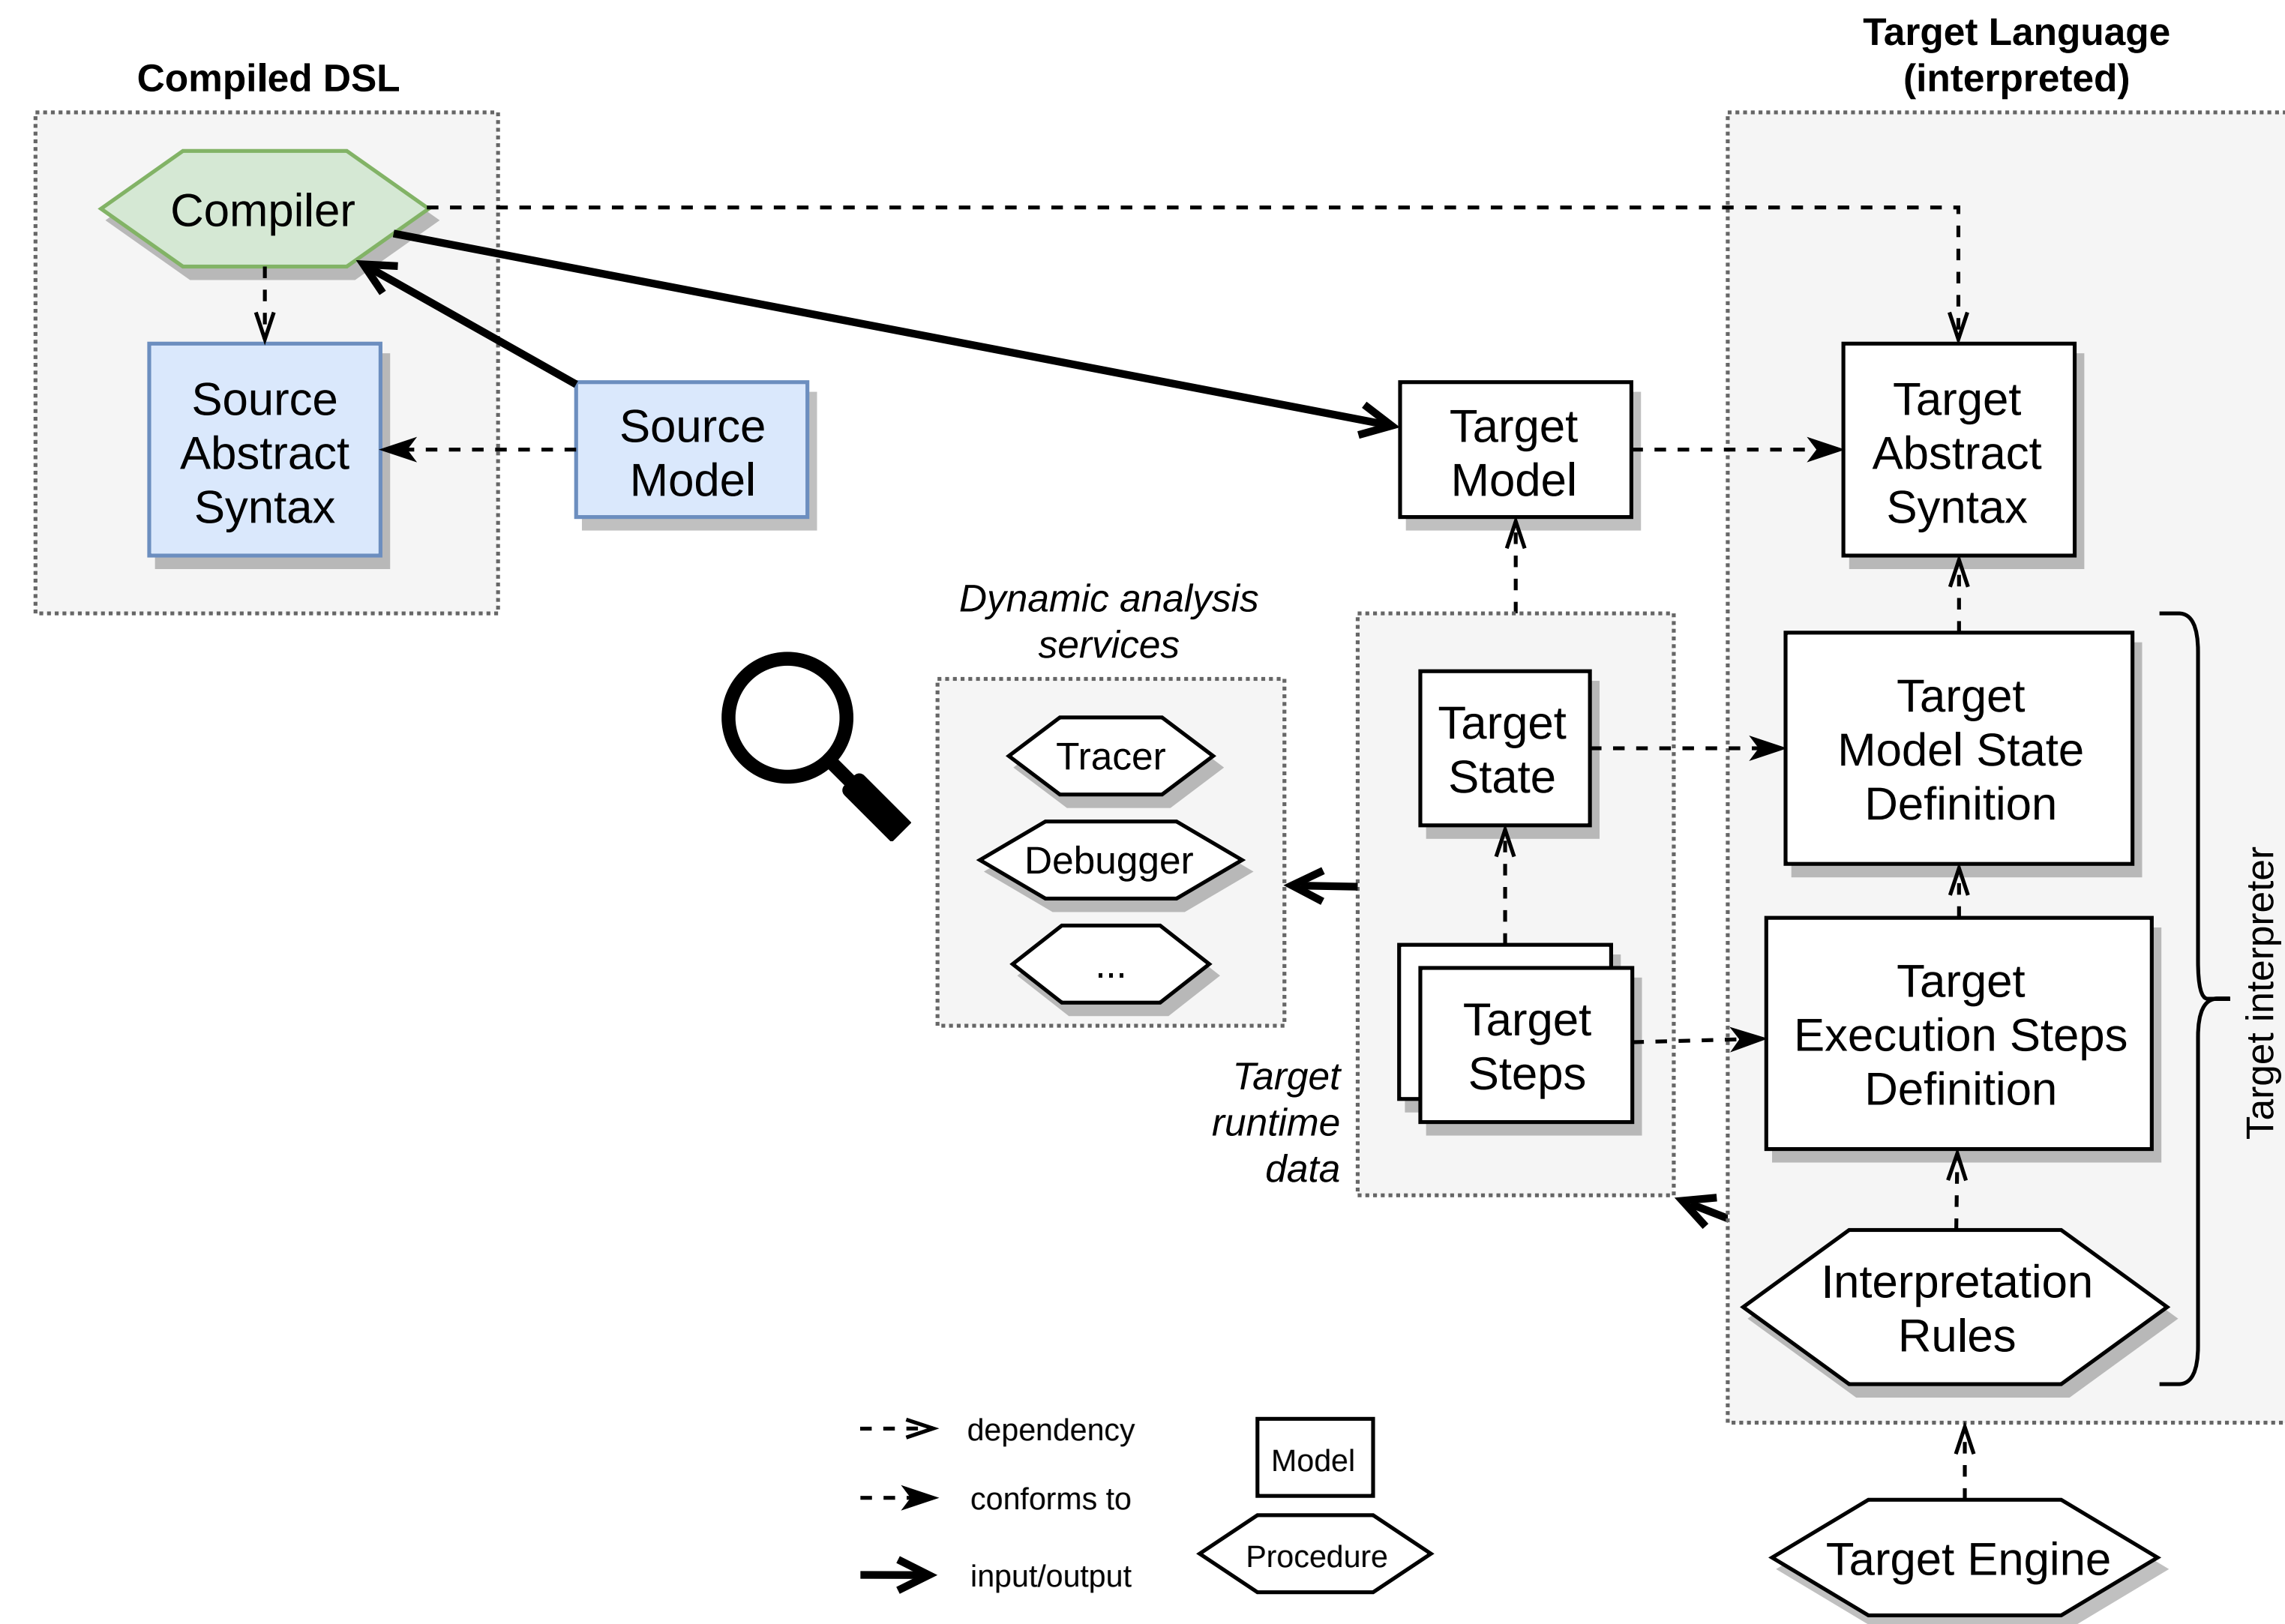 Target Language
(interpreted)
Compiled DSL
Compiler
Source
Abstract
Syntax
Source
Model
Target
Model
Target
Abstract
Syntax
Dynamic analysis
services
Tracer
Debugger
...
Target
State
Target
Model State
Definition
Target
Steps
Target
Execution Steps
Definition
Target
runtime
data
Target interpreter
Interpretation
Rules
Target Engine
dependency
conforms to
input/output
Model
Procedure